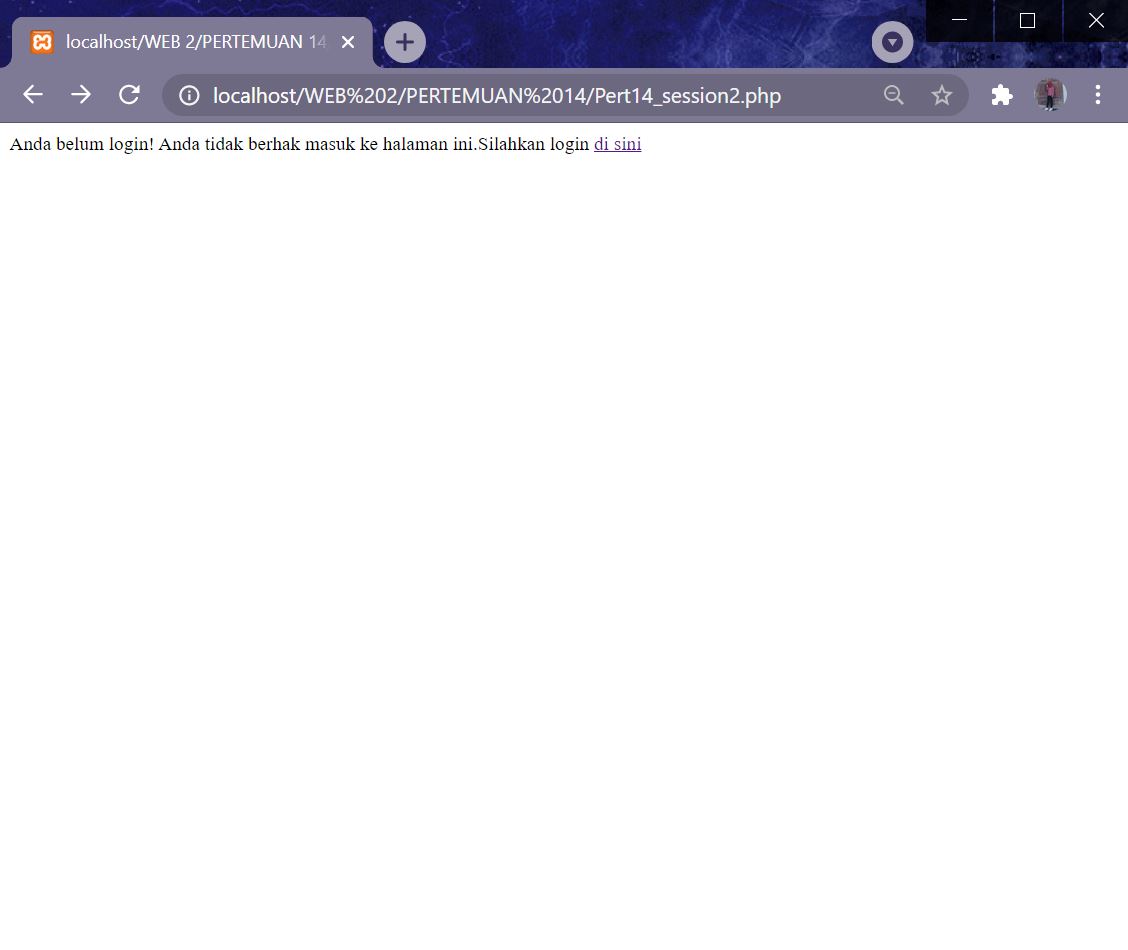 localhost/WEB 2/PERTEMUAN 14
localhost/WEB%202/PERTEMUAN%2014/Pert14_session2.php
Anda belum login! Anda tidak berhak masuk ke halaman ini.Silahkan login di sini